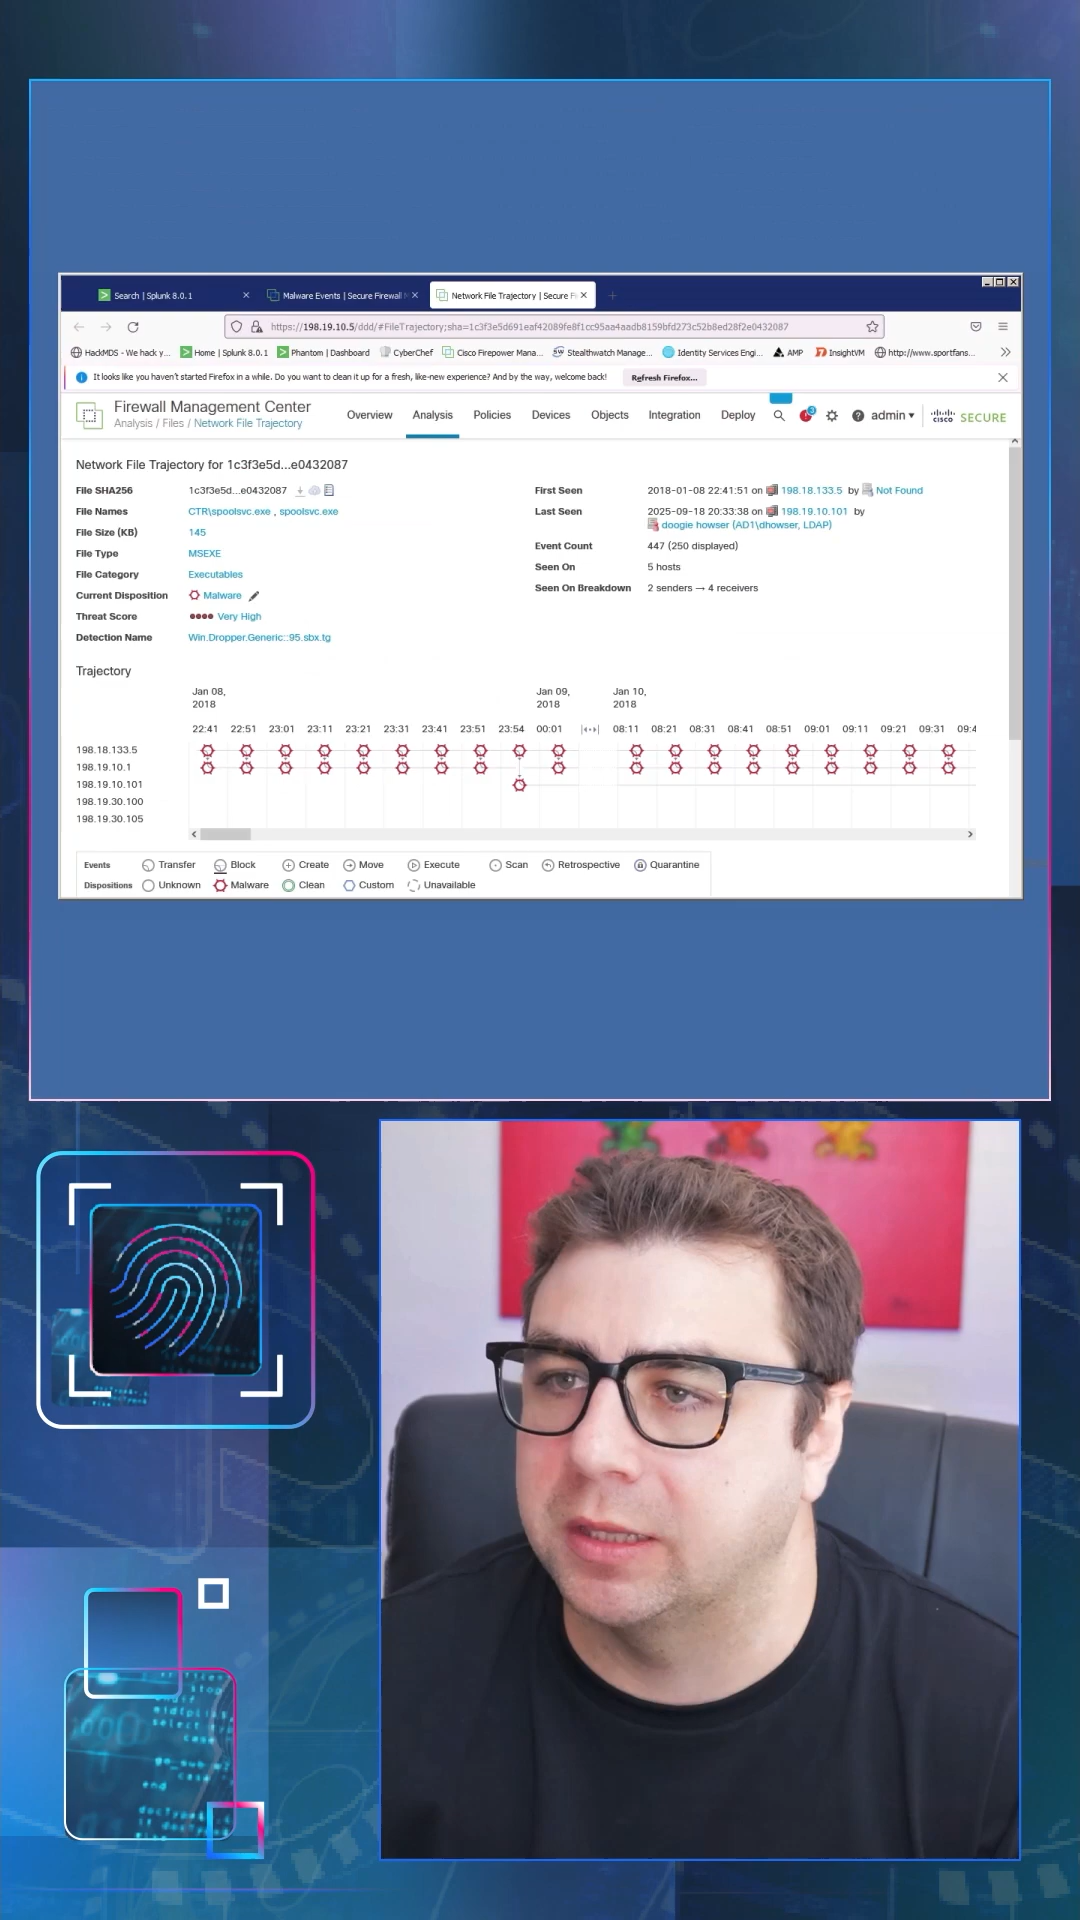 Search | Splunk 8.0.1
Malware Events | Secure Firewall
Network File Trajectory | Secure Fi
https://198.19.10.5/ddd/#FileTrajectory;sha=1c3f3e5d691eaf42089fe8f1cc95aa4aadb8159bfd273c52b8ed28f2e0432087
HackMDS - We hack y... Home | Splunk 8.0.1 Phantom | Dashboard CyberChef Cisco Firepower Mana... Stealthwatch Manage... Identity Services Engi... AMP InsightVM http://www.sportfans...
It looks like you haven't started Firefox in a while. Do you want to clean it up for a fresh, like-new experience? And by the way, welcome back! Refresh Firefox...
Firewall Management Center
Analysis / Files / Network File Trajectory
Overview Analysis Policies Devices Objects Integration Deploy 3 admin cisco SECURE
Network File Trajectory for 1c3f3e5d...e0432087
File SHA256 1c3f3e5d...e0432087
File Names CTR\spoolsvc.exe , spoolsvc.exe
File Size (KB) 145
File Type MSEXE
File Category Executables
Current Disposition Malware
Threat Score Very High
Detection Name Win.Dropper.Generic::95.sbx.tg
First Seen 2018-01-08 22:41:51 on 198.18.133.5 by Not Found
Last Seen 2025-09-18 20:33:38 on 198.19.10.101 by
doogie howser (AD1\dhowser, LDAP)
Event Count 447 (250 displayed)
Seen On 5 hosts
Seen On Breakdown 2 senders → 4 receivers
Trajectory
Jan 08, 2018
Jan 09, 2018
Jan 10, 2018
22:41 22:51 23:01 23:11 23:21 23:31 23:41 23:51 23:54 00:01 08:11 08:21 08:31 08:41 08:51 09:01 09:11 09:21 09:31 09:4
198.18.133.5
198.19.10.1
198.19.10.101
198.19.30.100
198.19.30.105
Events Transfer Block Create Move Execute Scan Retrospective Quarantine
Dispositions Unknown Malware Clean Custom Unavailable